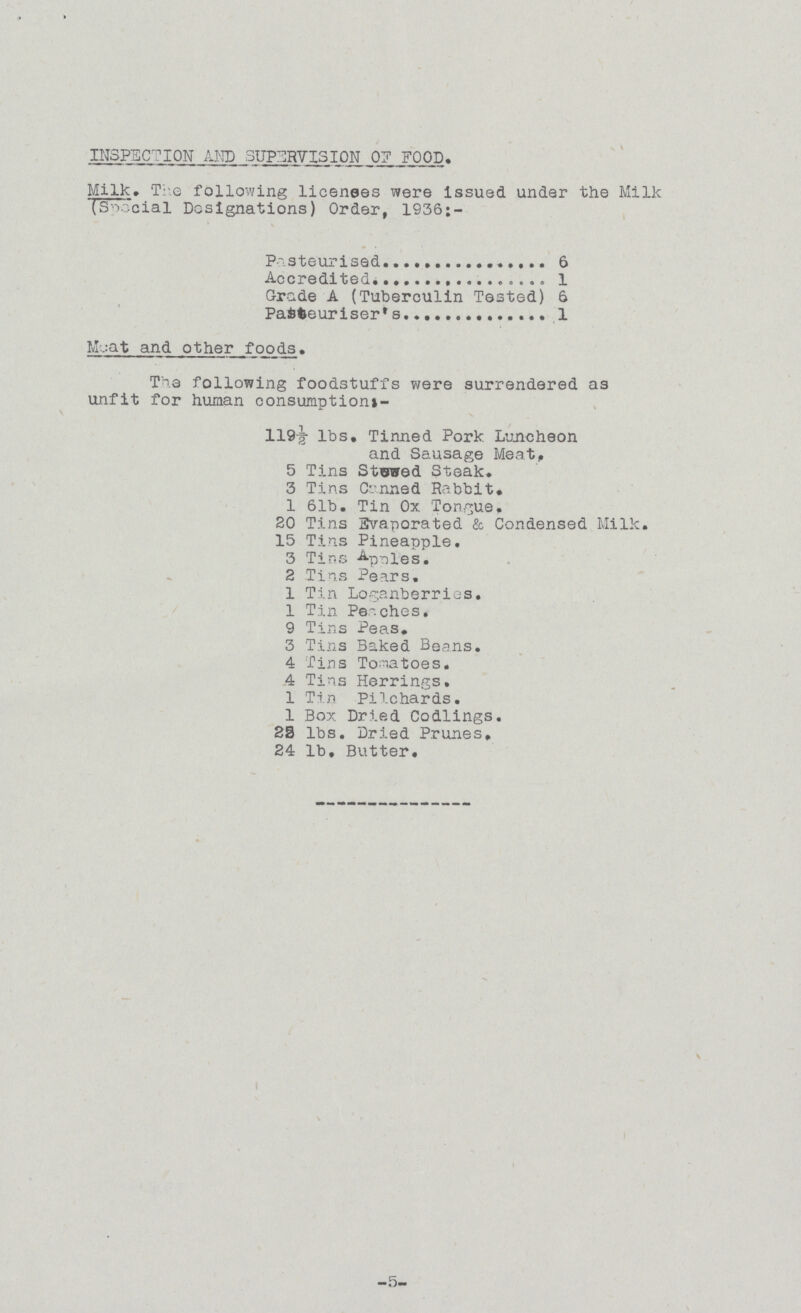 INSPECTION AND SUPERVISION OF FOOD.
Milk. The following licenses were issued under the Milk
(Special Designations) Order, 1936:-
Pasteurised................ 6
Accredited................. 1
Grade A (Tuberculin Tested) 6
Pasteuriser's.............. 1
Meat and other foods.
The following foodstuffs were surrendered as
unfit for human consumption:-
119½ lbs. Tinned Pork Luncheon
and Sausage Meat.
5 Tins Stewed Steak.
3 Tins Canned Rabbit.
1 6lb. Tin Ox Tongue.
20 Tins Evaporated & Condensed Milk.
15 Tins Pineapple.
3 Tins Apples.
2 Tins Pears.
1 Tin Loganberries.
1 Tin Peaches.
9 Tins Peas.
3 Tins Baked Beans.
4 Tins Tomatoes.
4 Tins Herrings.
1 Tin Pilchards.
1 Box Dried Codlings.
lbs. Dried Prunes.
24 lb. Butter.
-5-